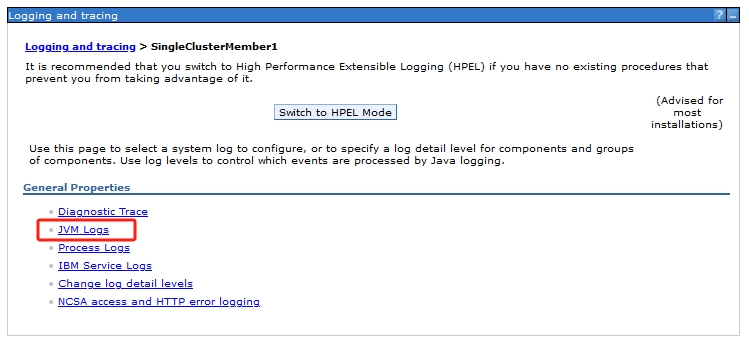 Logging and tracing ? –
Logging and tracing > SingleClusterMember1
It is recommended that you switch to High Performance Extensible Logging (HPEL) if you have no existing procedures that
prevent you from taking advantage of it.
Switch to HPEL Mode
(Advised for
most
installations)
Use this page to select a system log to configure, or to specify a log detail level for components and groups
of components. Use log levels to control which events are processed by Java logging.
General Properties
Diagnostic Trace
JVM Logs
Process Logs
IBM Service Logs
Change log detail levels
NCSA access and HTTP error logging